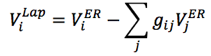 V_i^{Lap} = V_i^{ER} − ∑_j g_{ij} V_j^{ER}